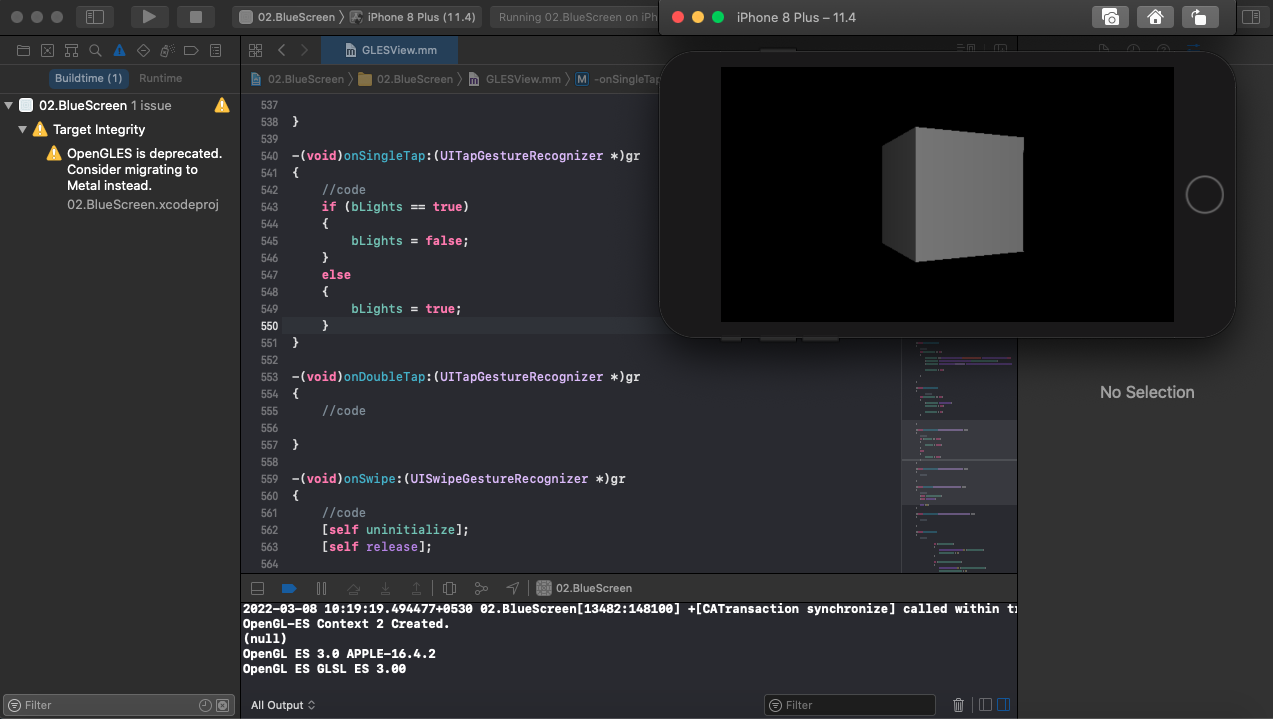 02.BlueScreen
iPhone 8 Plus (11.4)
Running 02.BlueScreen on iPh
iPhone 8 Plus – 11.4
GLESView.mm
Buildtime (1)
Runtime
02.BlueScreen
02.BlueScreen
GLESView.mm
M
-onSingleTap
02.BlueScreen 1 issue
Target Integrity
OpenGLES is deprecated.
Consider migrating to
Metal instead.
02.BlueScreen.xcodeproj
537
538 }
539
540 -(void)onSingleTap:(UITapGestureRecognizer *)gr
541 {
542 //code
543 if (bLights == true)
544 {
545 bLights = false;
546 }
547 else
548 {
549 bLights = true;
550 }
551 }
552
553 -(void)onDoubleTap:(UITapGestureRecognizer *)gr
554 {
555 //code
556
557 }
558
559 -(void)onSwipe:(UISwipeGestureRecognizer *)gr
560 {
561 //code
562 [self uninitialize];
563 [self release];
564
No Selection
02.BlueScreen
2022-03-08 10:19:19.494477+0530 02.BlueScreen[13482:148100] +[CATransaction synchronize] called within tr
OpenGL-ES Context 2 Created.
(null)
OpenGL ES 3.0 APPLE-16.4.2
OpenGL ES GLSL ES 3.00
Filter
All Output
Filter